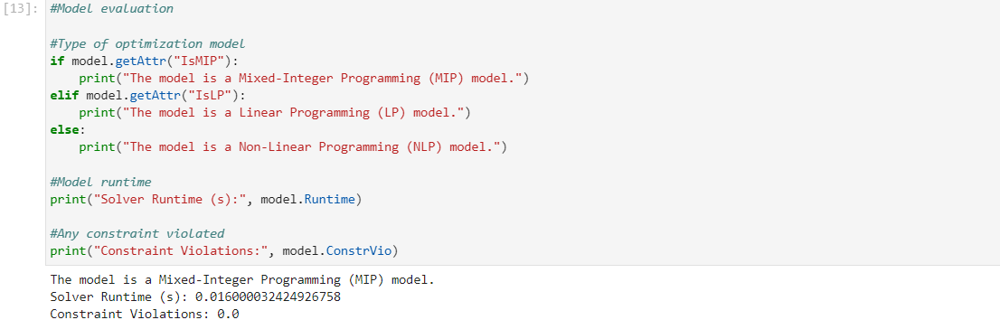 [13]: #Model evaluation
#Type of optimization model
if model.getAttr("IsMIP"):
    print("The model is a Mixed-Integer Programming (MIP) model.")
elif model.getAttr("IsLP"):
    print("The model is a Linear Programming (LP) model.")
else:
    print("The model is a Non-Linear Programming (NLP) model.")
#Model runtime
print("Solver Runtime (s):", model.Runtime)
#Any constraint violated
print("Constraint Violations:", model.ConstrVio)
The model is a Mixed-Integer Programming (MIP) model.
Solver Runtime (s): 0.016000032424926758
Constraint Violations: 0.0